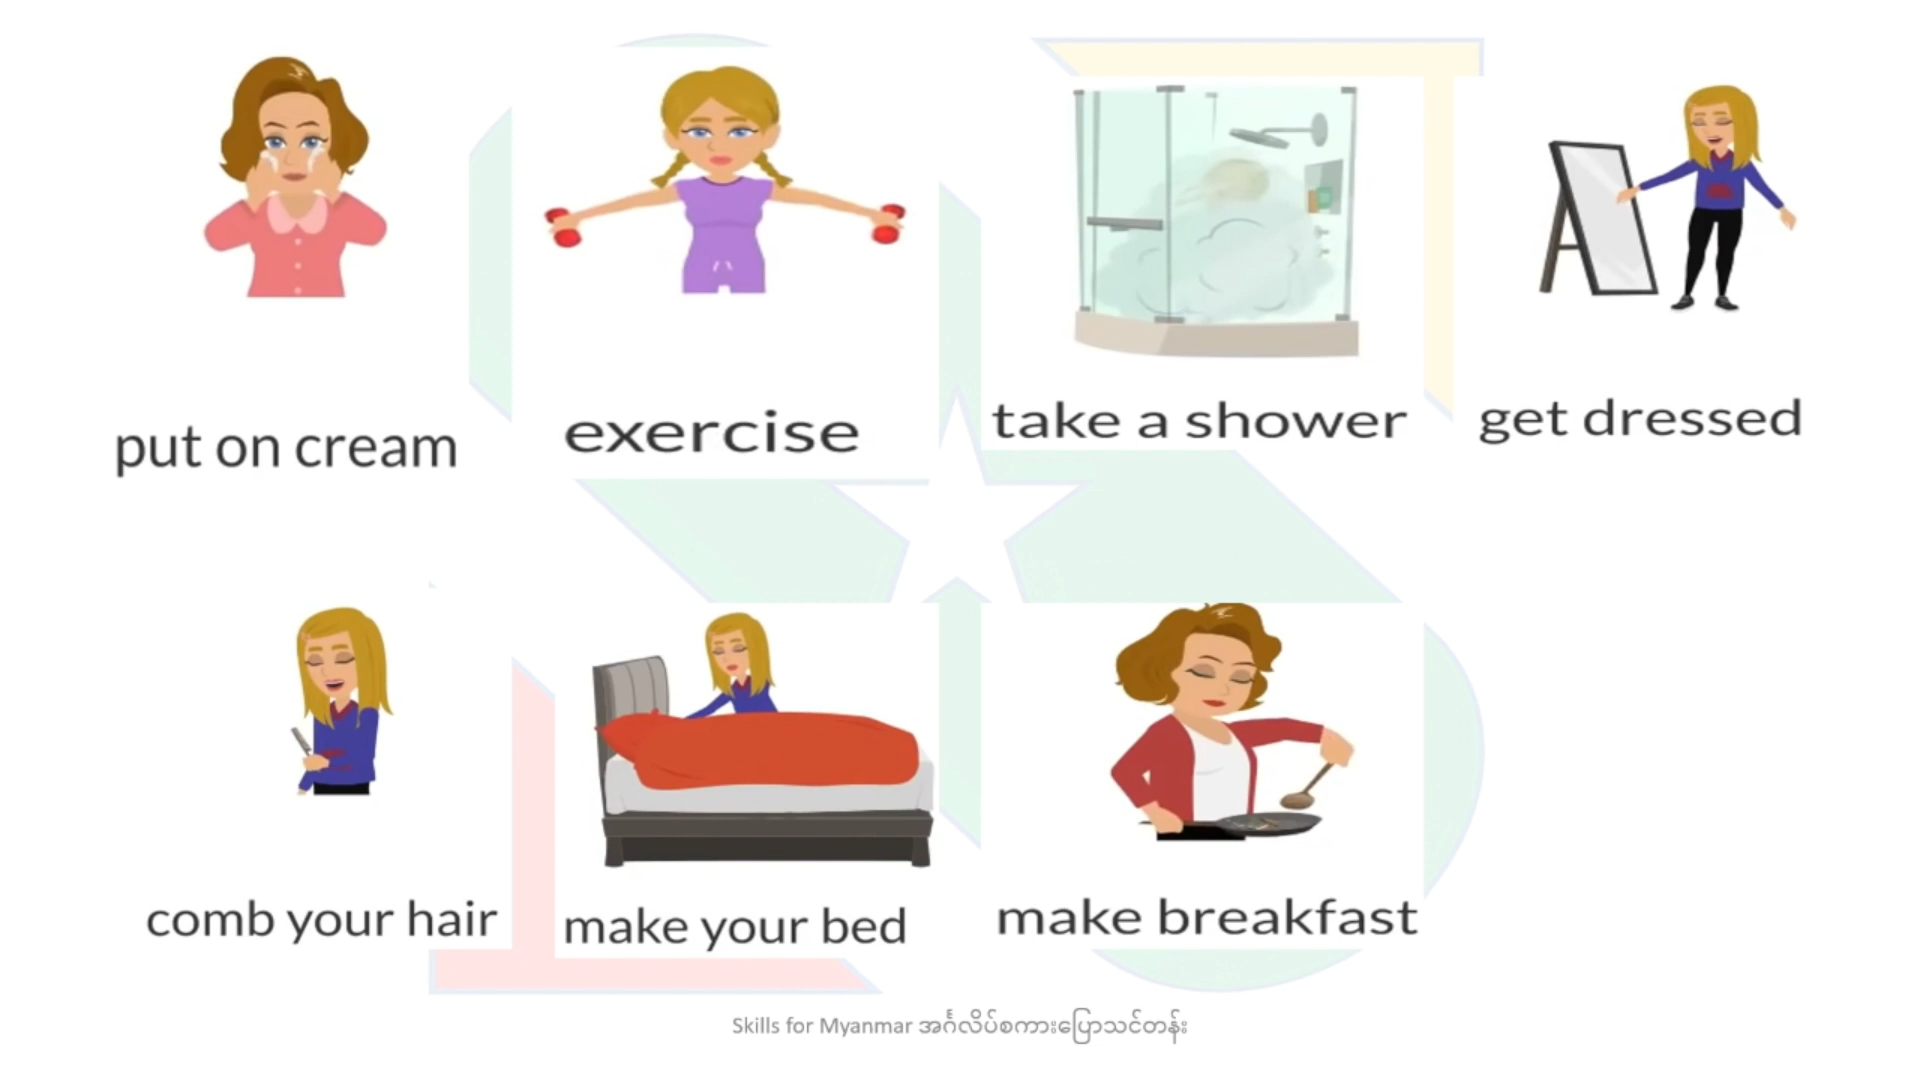 put on cream
exercise
take a shower
get dressed
comb your hair
make your bed
make breakfast
Skills for Myanmar အင်္ဂလိပ်စကားပြောသင်တန်း